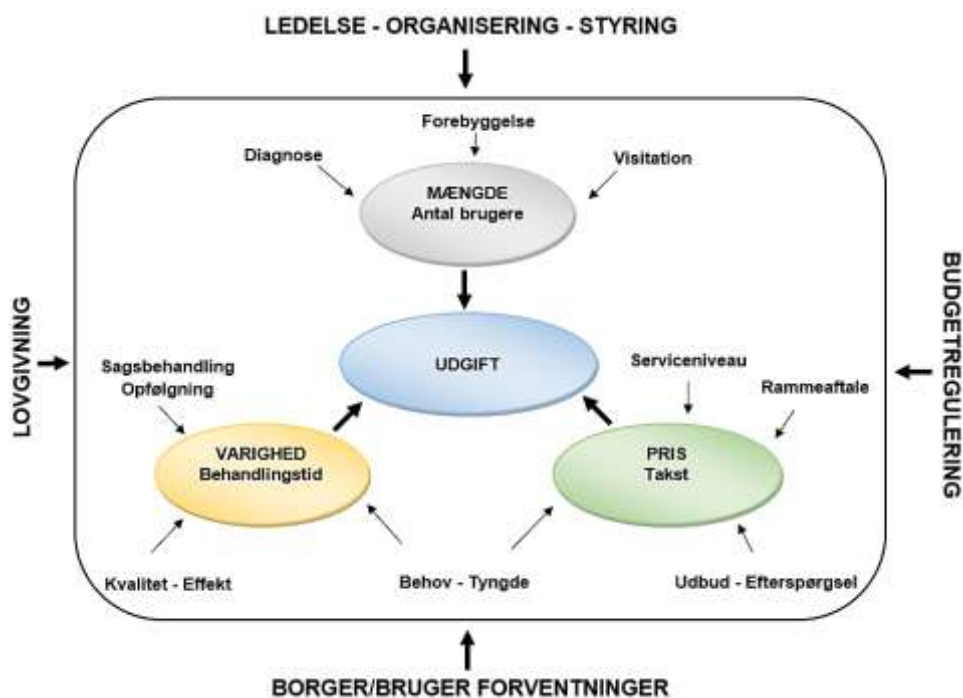 LEDELSE - ORGANISERING - STYRING
Forebyggelse
Diagnose
Visitation
MÆNGDE
Antal brugere
LOVGIVNING
BUDGETREGULERING
UDGIFT
Serviceniveau
Sagsbehandling
Opfølgning
Rammeaftale
VARIGHED
Behandlingstid
PRIS
Takst
Kvalitet - Effekt
Behov - Tyngde
Udbud - Efterspørgsel
BORGER/BRUGER FORVENTNINGER